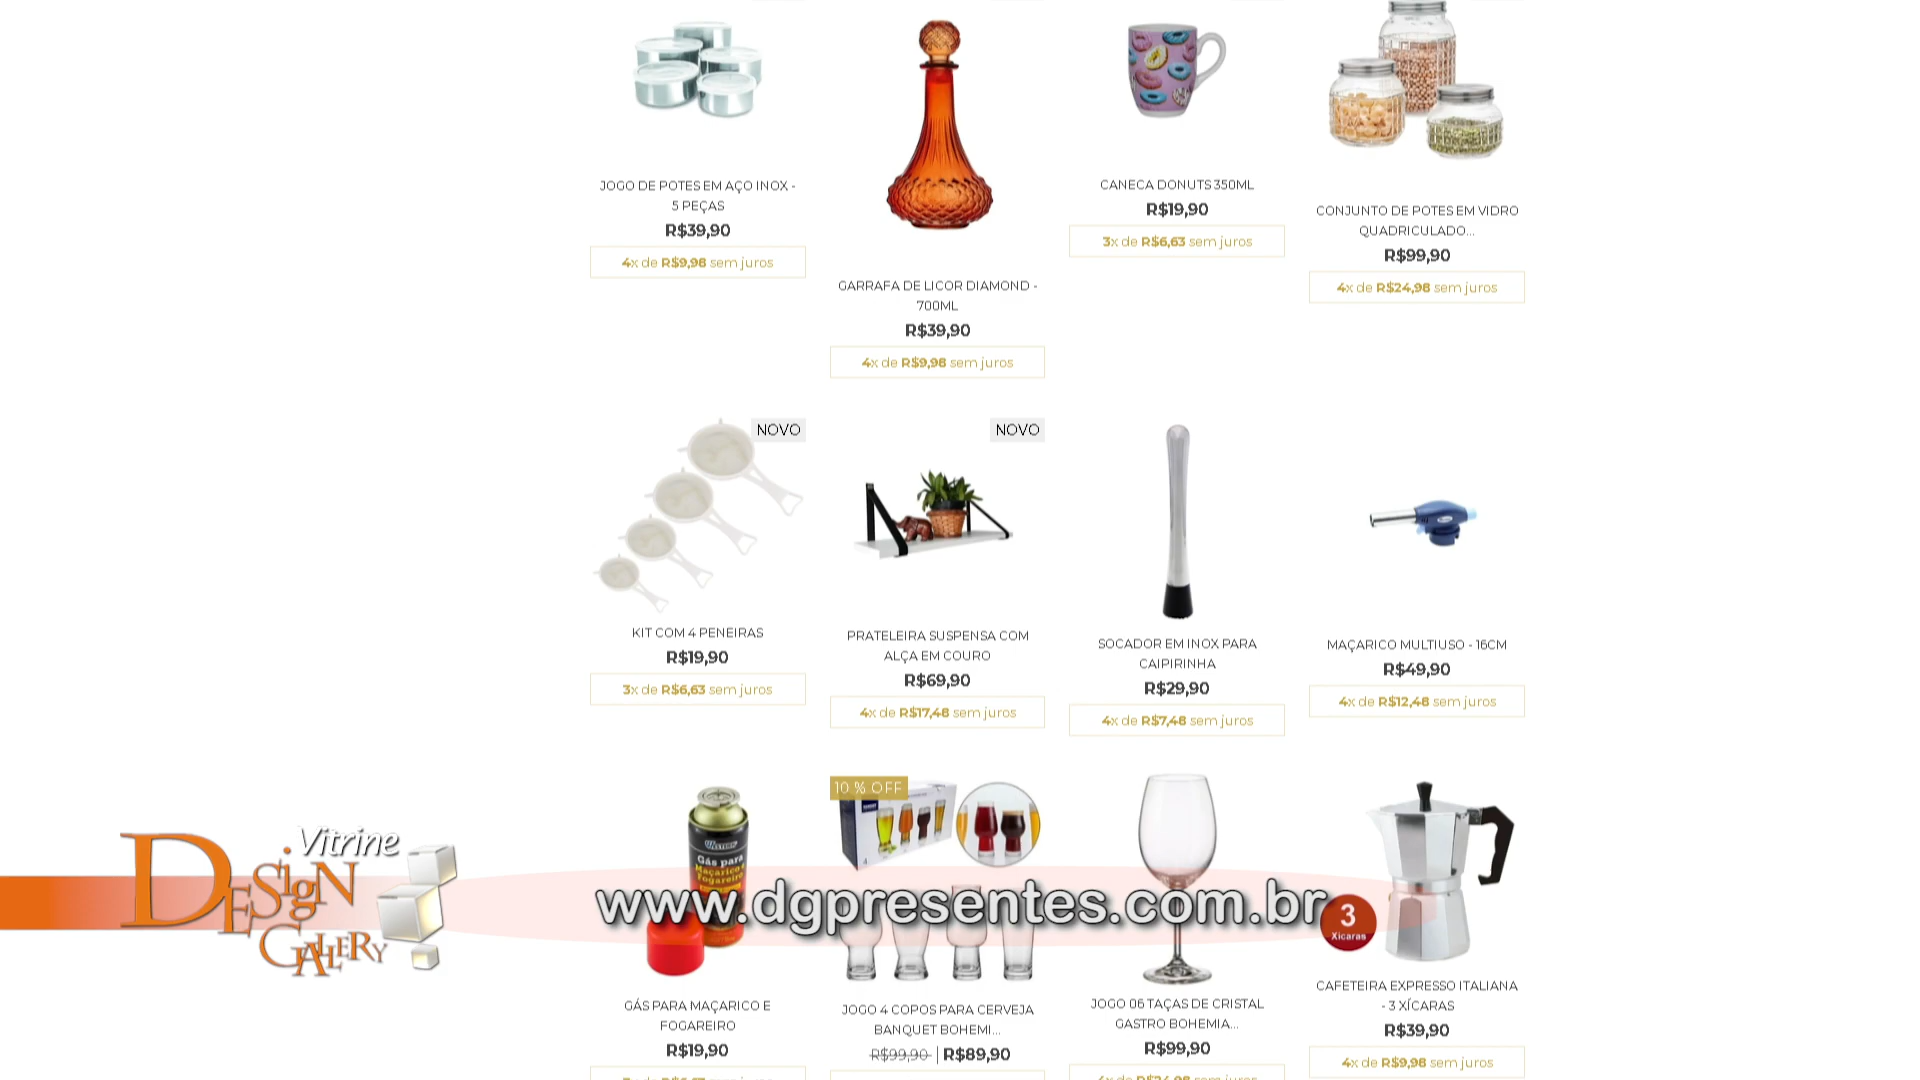 JOGO DE POTES EM AÇO INOX -
5 PEÇAS
R$39,90
4x de R$9,98 sem juros
GARRAFA DE LICOR DIAMOND -
700ML
R$39,90
4x de R$9,98 sem juros
CANECA DONUTS 350ML
R$19,90
3x de R$6,63 sem juros
CONJUNTO DE POTES EM VIDRO
QUADRICULADO...
R$99,90
4x de R$24,98 sem juros
NOVO
KIT COM 4 PENEIRAS
R$19,90
3x de R$6,63 sem juros
NOVO
PRATELEIRA SUSPENSA COM
ALÇA EM COURO
R$69,90
4x de R$17,48 sem juros
SOCADOR EM INOX PARA
CAIPIRINHA
R$29,90
4x de R$7,48 sem juros
MAÇARICO MULTIUSO - 16CM
R$49,90
4x de R$12,48 sem juros
Vitrine
DESIGN
GALLERY
www.dgpresentes.com.br
Gás para
Maçarico e
Fogareiro
GÁS PARA MAÇARICO E
FOGAREIRO
R$19,90
10 % OFF
JOGO 4 COPOS PARA CERVEJA
BANQUET BOHEMI...
R$99,90 R$89,90
JOGO 06 TAÇAS DE CRISTAL
GASTRO BOHEMIA...
R$99,90
4x de R$24,98 sem juros
3
Xícaras
CAFETEIRA EXPRESSO ITALIANA
- 3 XÍCARAS
R$39,90
4x de R$9,98 sem juros